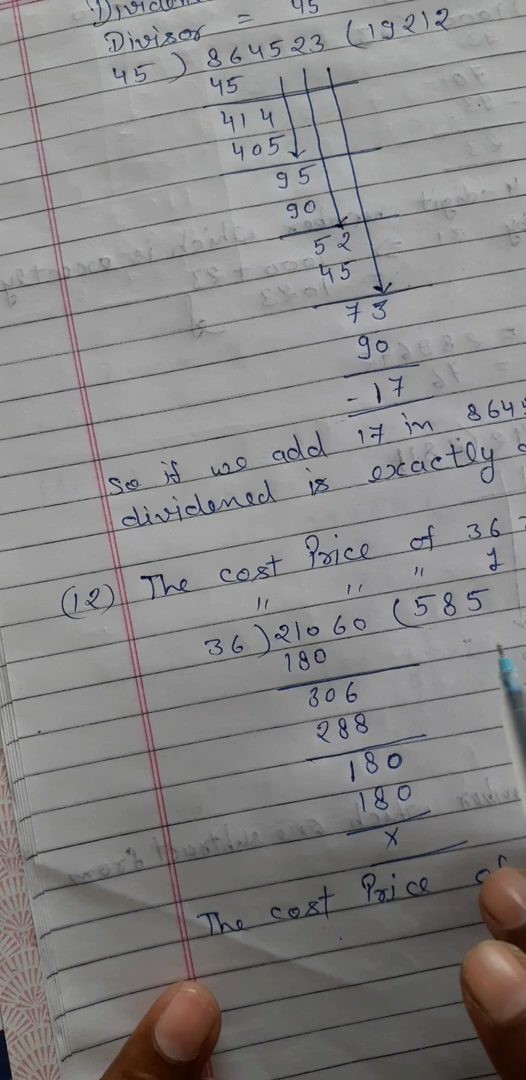 Divisor = 45
45 ) 864523 ( 19212
45
414
405
95
90
52
45
73
90
-17
So if we add 17 in 8645
dividened is exactly
(12) The cost Price of 36
" " " 1
36 ) 21060 ( 585
180
306
288
180
180
x
The cost Price of